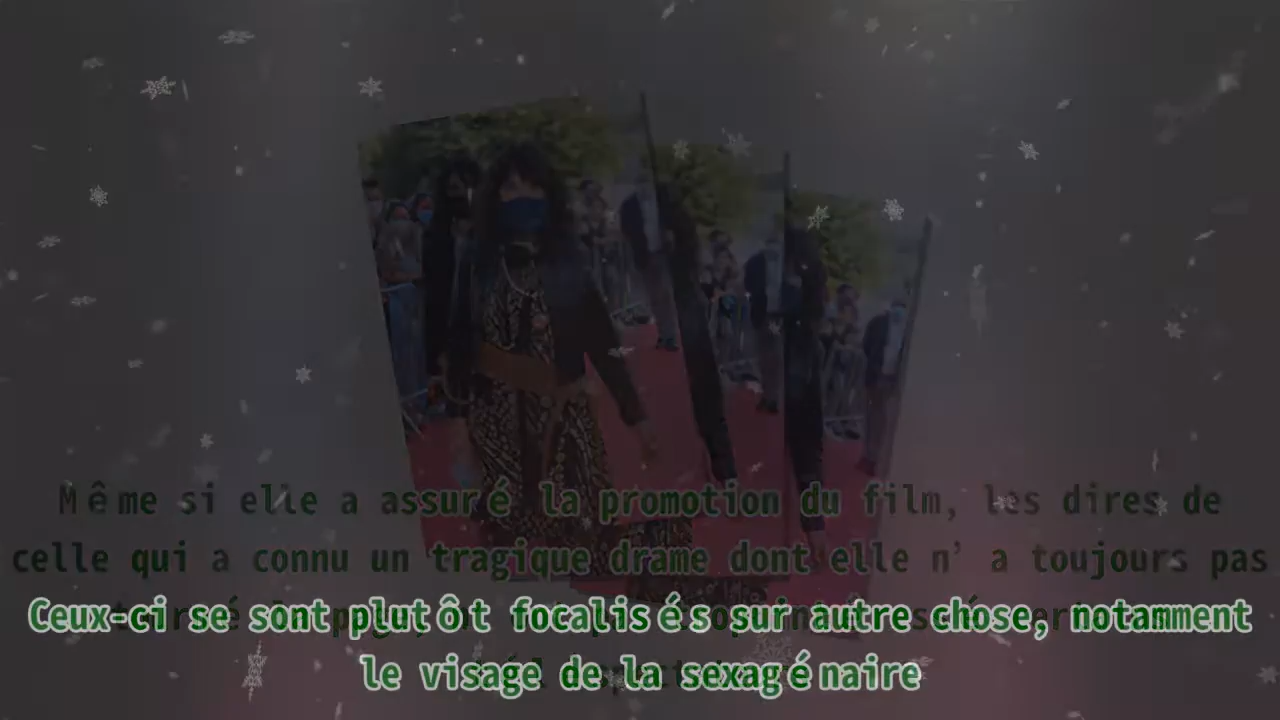 Même si elle a assuré la promotion du film, les dires de
celle qui a connu un tragique drame dont elle n’ a toujours pas
Ceux-ci se sont plutôt focalisés sur autre chose, notamment
le visage de la sexagénaire